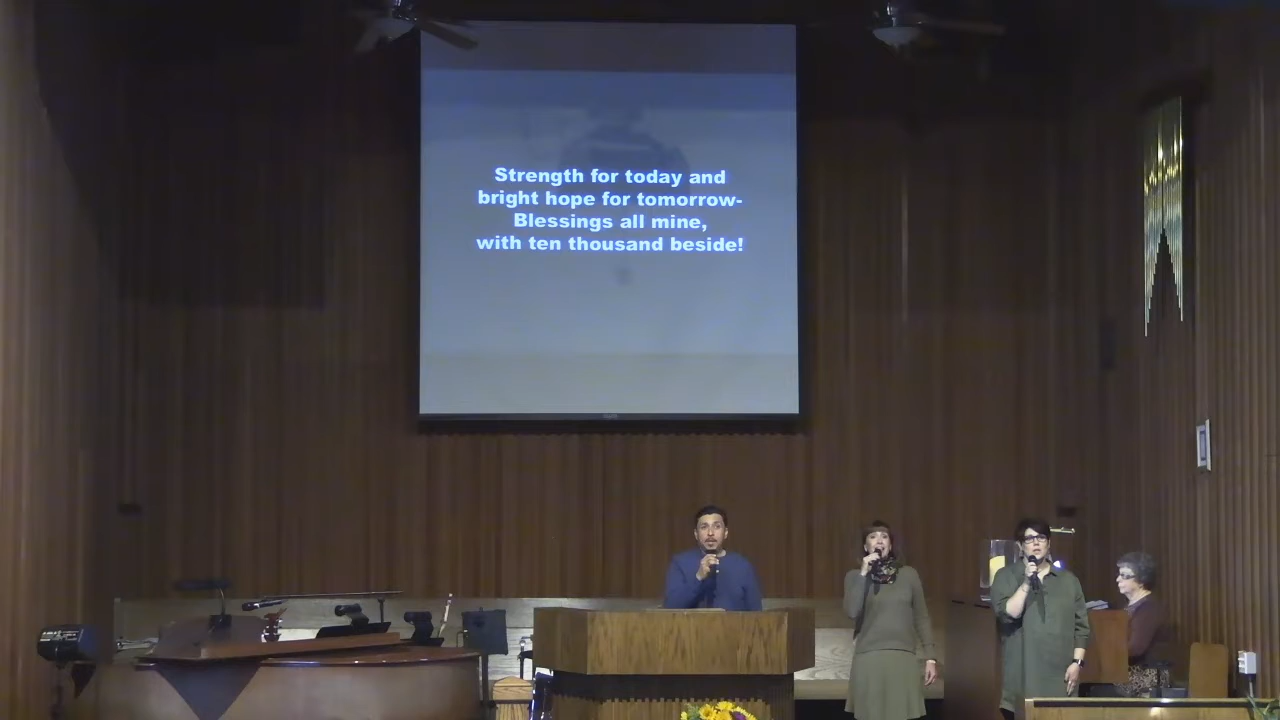 Strength for today and
bright hope for tomorrow-
Blessings all mine,
with ten thousand beside!